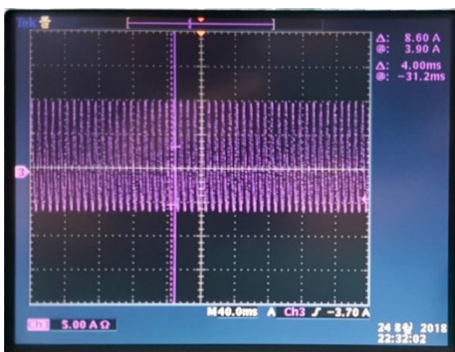 Tek
Δ: 8.60 A
@: 3.90 A
Δ: 4.00ms
@: −31.2ms
3
M 40.0ms A Ch3 ƒ −3.70 A
Ch3 5.00 A Ω
24 8월 2018
22:32:02